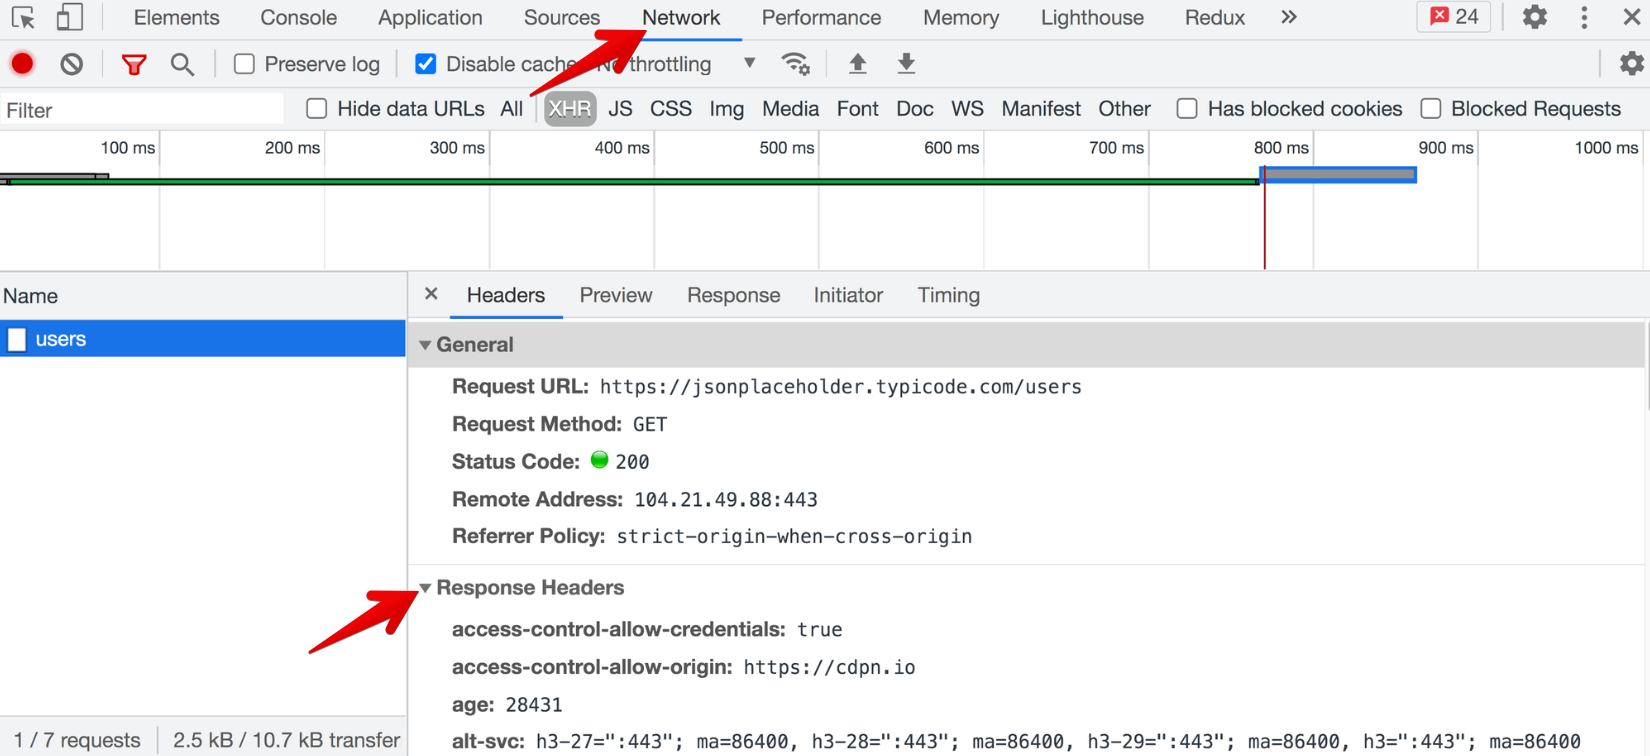 Elements Console Application Sources Network Performance Memory Lighthouse Redux » 24
Preserve log Disable cache No throttling
Filter Hide data URLs All XHR JS CSS Img Media Font Doc WS Manifest Other Has blocked cookies Blocked Requests
100 ms 200 ms 300 ms 400 ms 500 ms 600 ms 700 ms 800 ms 900 ms 1000 ms
Name
Headers Preview Response Initiator Timing
users
General
Request URL: https://jsonplaceholder.typicode.com/users
Request Method: GET
Status Code: 200
Remote Address: 104.21.49.88:443
Referrer Policy: strict-origin-when-cross-origin
Response Headers
access-control-allow-credentials: true
access-control-allow-origin: https://cdpn.io
age: 28431
alt-svc: h3-27=":443"; ma=86400, h3-28=":443"; ma=86400, h3-29=":443"; ma=86400, h3=":443"; ma=86400
1 / 7 requests 2.5 kB / 10.7 kB transfer